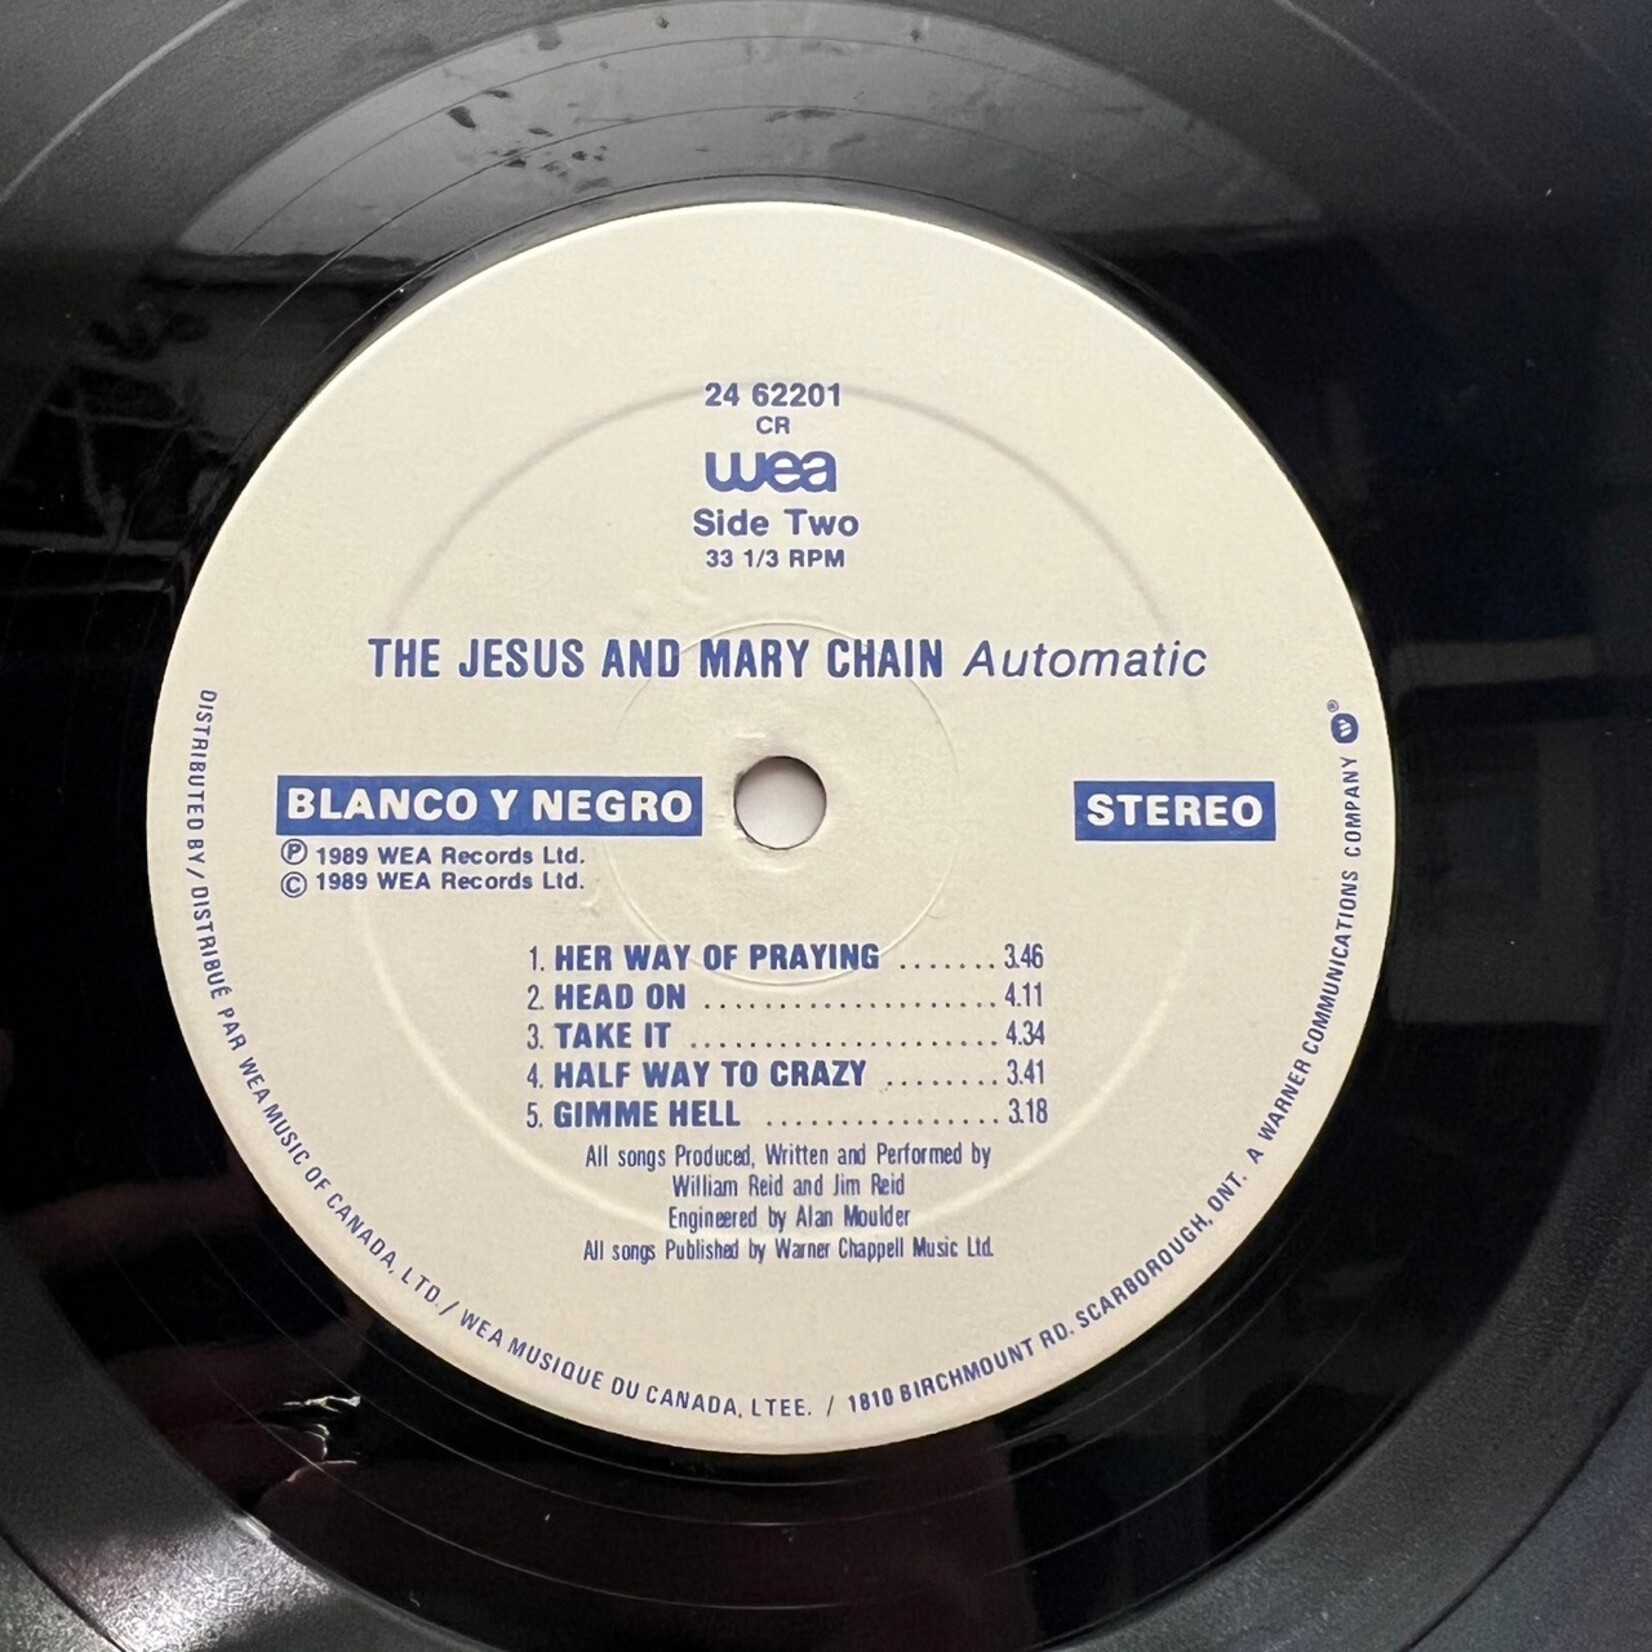 24 62201
CR
wea
Side Two
33 1/3 RPM
THE JESUS AND MARY CHAIN Automatic
BLANCO Y NEGRO
STEREO
Ⓟ 1989 WEA Records Ltd.
© 1989 WEA Records Ltd.
1. HER WAY OF PRAYING ....... 3.46
2. HEAD ON ..................... 4.11
3. TAKE IT ...................... 4.34
4. HALF WAY TO CRAZY ........ 3.41
5. GIMME HELL ................. 3.18
All songs Produced, Written and Performed by
William Reid and Jim Reid
Engineered by Alan Moulder
All songs Published by Warner Chappell Music Ltd.
DISTRIBUTED BY / DISTRIBUÉ PAR WEA MUSIC OF CANADA, LTD. / WEA MUSIQUE DU CANADA, LTEE. / 1810 BIRCHMOUNT RD. SCARBOROUGH, ONT. A WARNER COMMUNICATIONS COMPANY W®